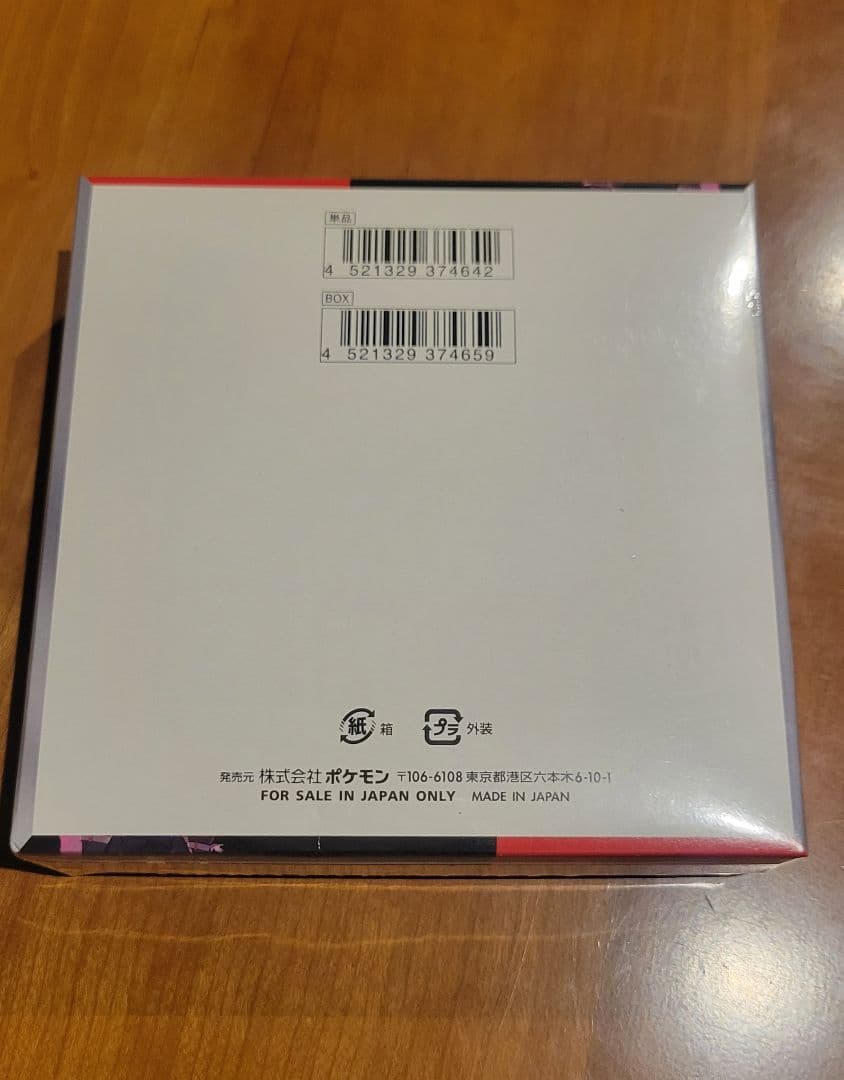 単品
4 521329 374642
BOX
4 521329 374659
紙 箱 プラ 外装
発売元 株式会社ポケモン 〒106-6108 東京都港区六本木6-10-1
FOR SALE IN JAPAN ONLY MADE IN JAPAN